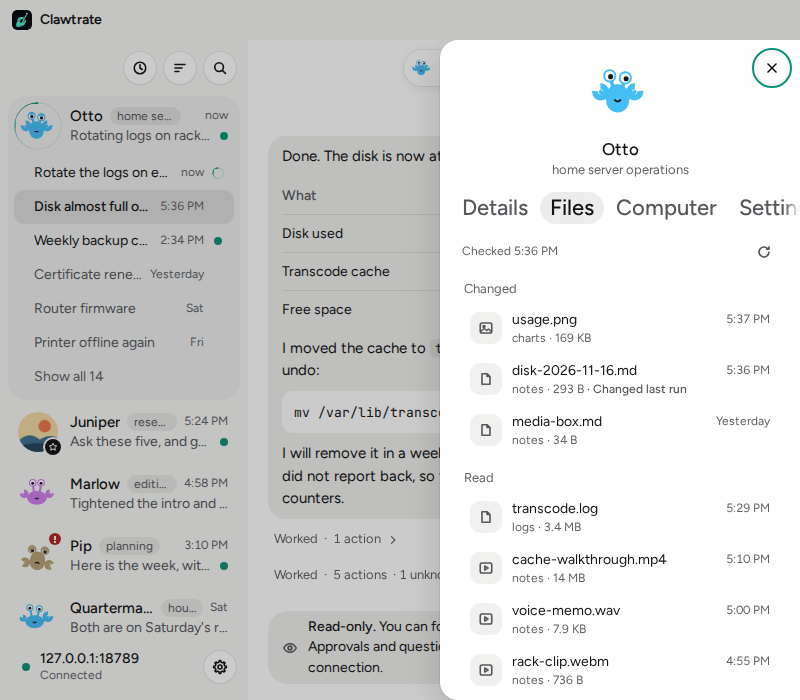 Clawtrate
Otto home se... now
Rotating logs on rack...
Rotate the logs on e... now
Disk almost full o... 5:36 PM
Weekly backup c... 2:34 PM
Certificate rene... Yesterday
Router firmware Sat
Printer offline again Fri
Show all 14
Juniper rese... 5:24 PM
Ask these five, and g...
Marlow editi... 4:58 PM
Tightened the intro and ...
Pip planning 3:10 PM
Here is the week, wit...
Quarterma... hou... Sat
Both are on Saturday's r...
127.0.0.1:18789
Connected
Done. The disk is now at
What
Disk used
Transcode cache
Free space
I moved the cache to
undo:
mv /var/lib/transc
I will remove it in a week
did not report back, so
counters.
Worked · 1 action
Worked · 5 actions · 1 unkn
Read-only. You can fo
Approvals and questi
connection.
Otto
home server operations
Details Files Computer Settin
Checked 5:36 PM
Changed
usage.png 5:37 PM
charts · 169 KB
disk-2026-11-16.md 5:36 PM
notes · 293 B · Changed last run
media-box.md Yesterday
notes · 34 B
Read
transcode.log 5:29 PM
logs · 3.4 MB
cache-walkthrough.mp4 5:10 PM
notes · 14 MB
voice-memo.wav 5:00 PM
notes · 7.9 KB
rack-clip.webm 4:55 PM
notes · 736 B